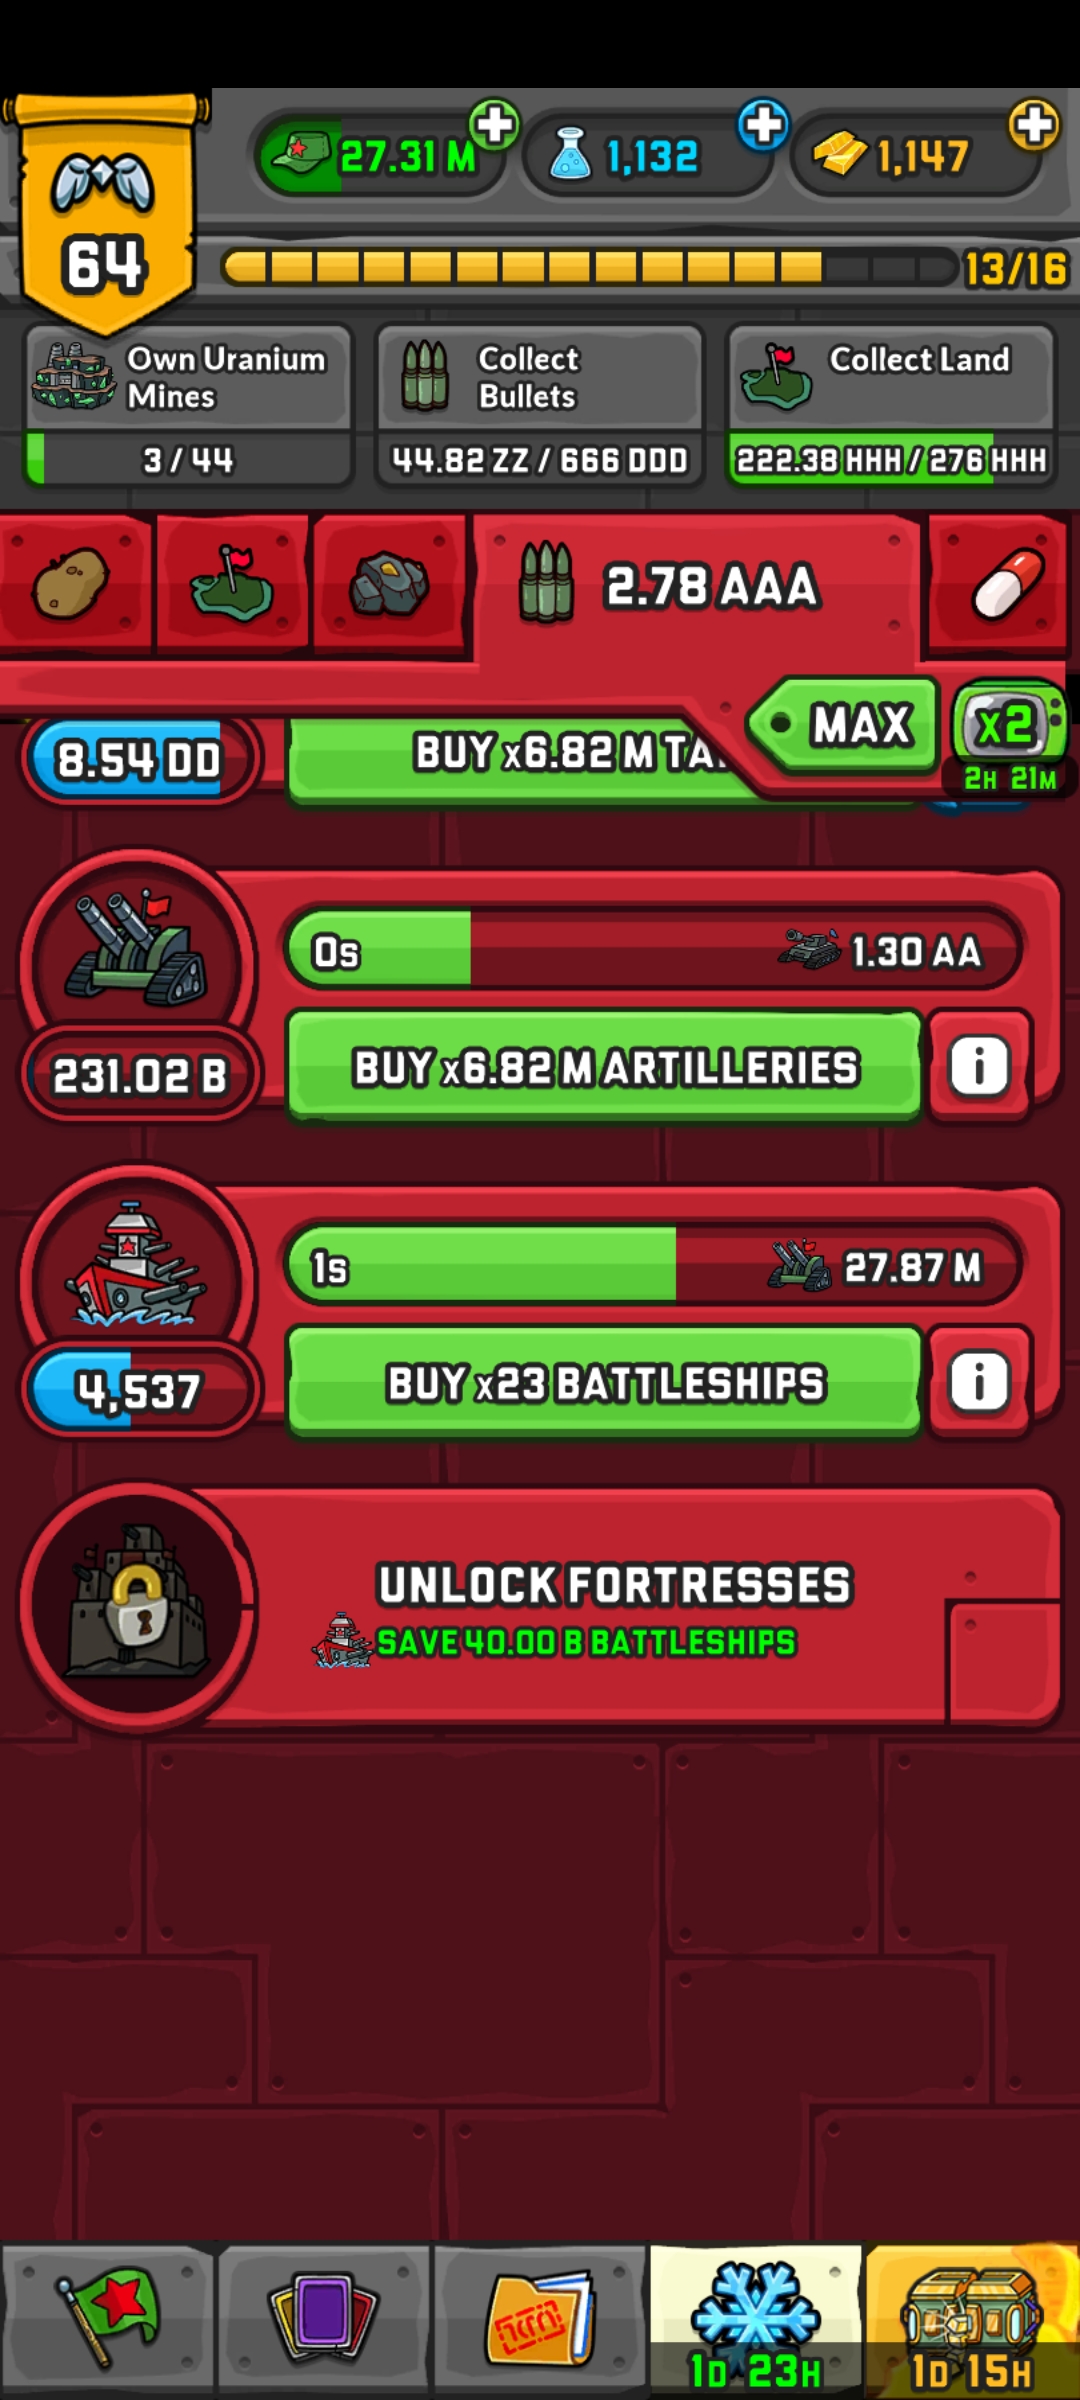 27.31 M
1,132
1,147
64
13/16
Own Uranium
Mines
3 / 44
Collect
Bullets
44.82 ZZ / 666 DDD
Collect Land
222.38 HHH / 276 HHH
2.78 AAA
MAX
x2
2H 21M
8.54 DD
BUY x6.82 M TA
0s
1.30 AA
231.02 B
BUY x6.82 M ARTILLERIES
i
1s
27.87 M
4,537
BUY x23 BATTLESHIPS
i
UNLOCK FORTRESSES
SAVE 40.00 B BATTLESHIPS
1D 23H
1D 15H